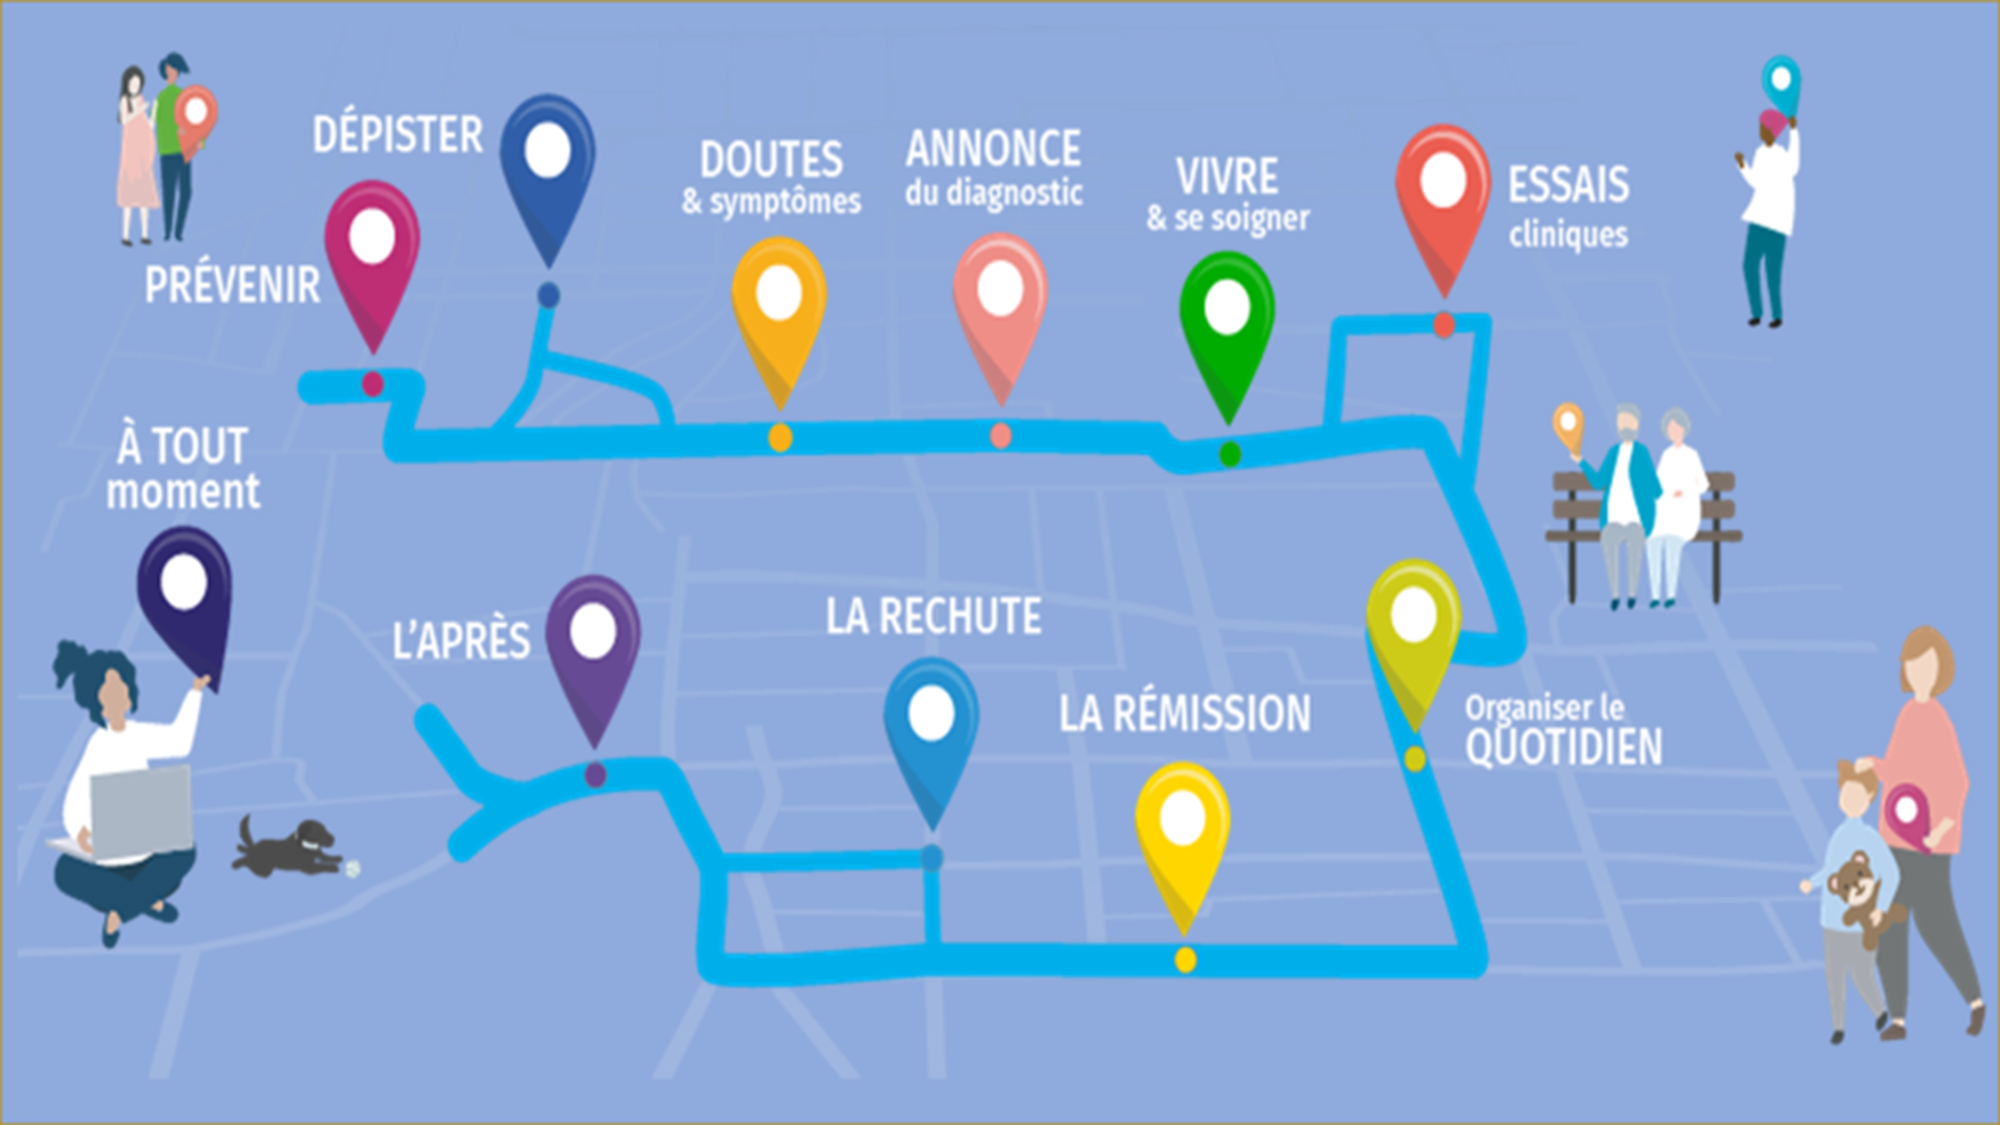 DÉPISTER
PRÉVENIR
DOUTES
& symptômes
ANNONCE
du diagnostic
VIVRE
& se soigner
ESSAIS
cliniques
À TOUT
moment
L’APRÈS
LA RECHUTE
LA RÉMISSION
Organiser le
QUOTIDIEN